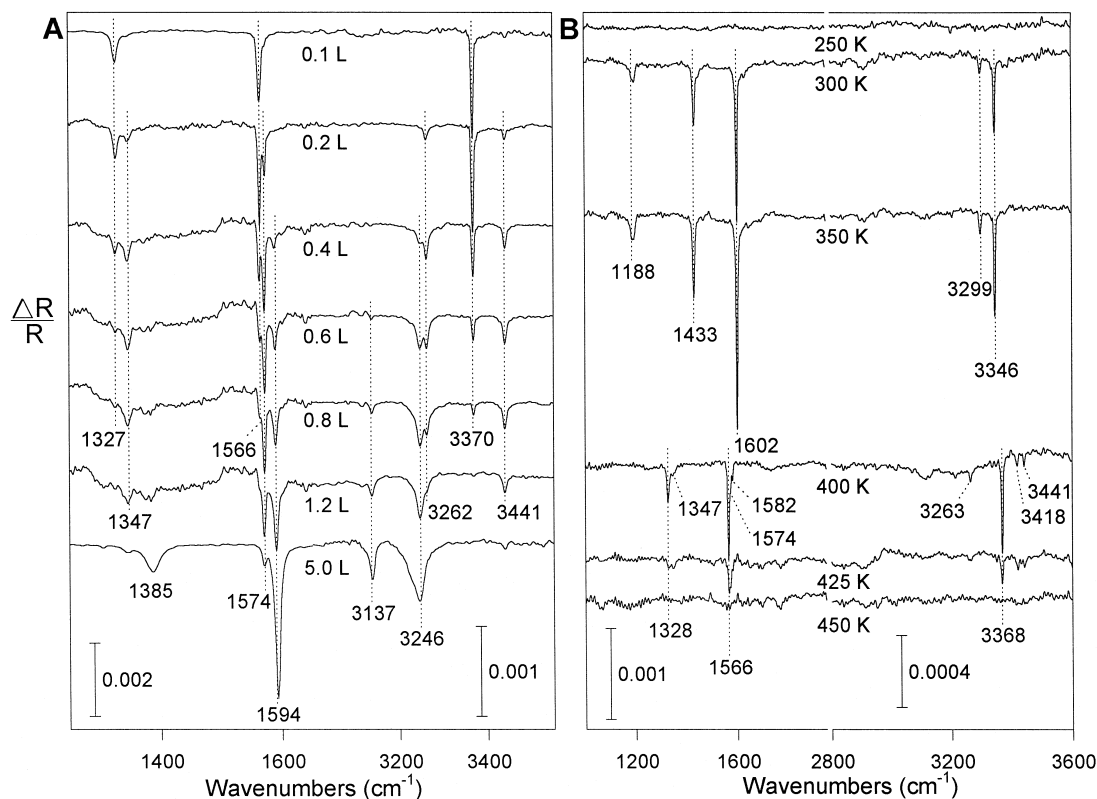 A
0.1 L
0.2 L
0.4 L
0.6 L
0.8 L
1.2 L
5.0 L
1327
1347
1385
1566
1574
1594
3137
3246
3262
3370
3441
0.002
0.001
ΔR
R
1400 1600 3200 3400
Wavenumbers (cm-1)
B
250 K
300 K
350 K
1188
1433
1602
3299
3346
400 K
1347
1582
1574
3263
3441
3418
425 K
450 K
1328
1566
3368
0.001
0.0004
1200 1600 2800 3200 3600
Wavenumbers (cm-1)